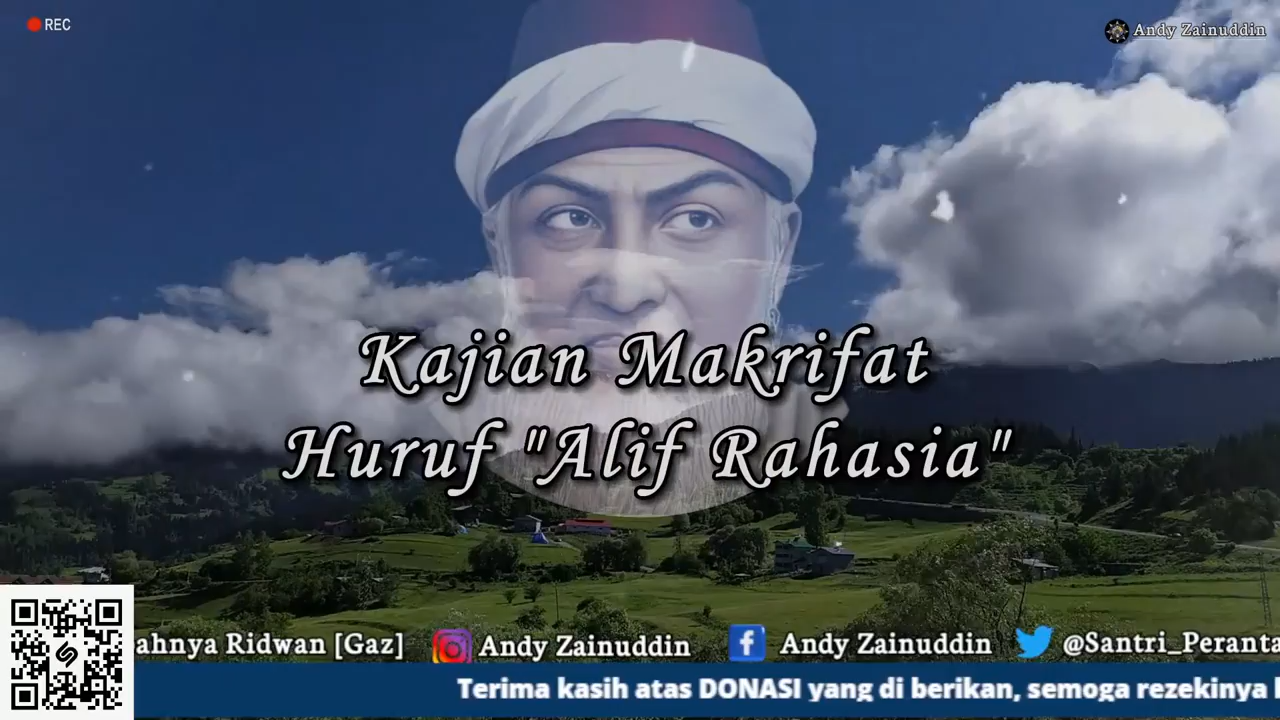 REC
Andy Zainuddin
Kajian Makrifat
Huruf "Alif Rahasia"
ahnya Ridwan [Gaz] Andy Zainuddin Andy Zainuddin @Santri_Peranta
Terima kasih atas DONASI yang di berikan, semoga rezekinya